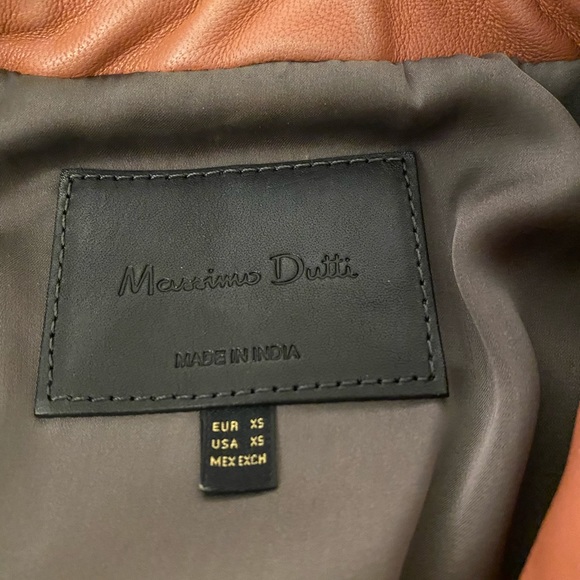 Massimo Dutti
MADE IN INDIA
EUR XS
USA XS
MEX EXCH